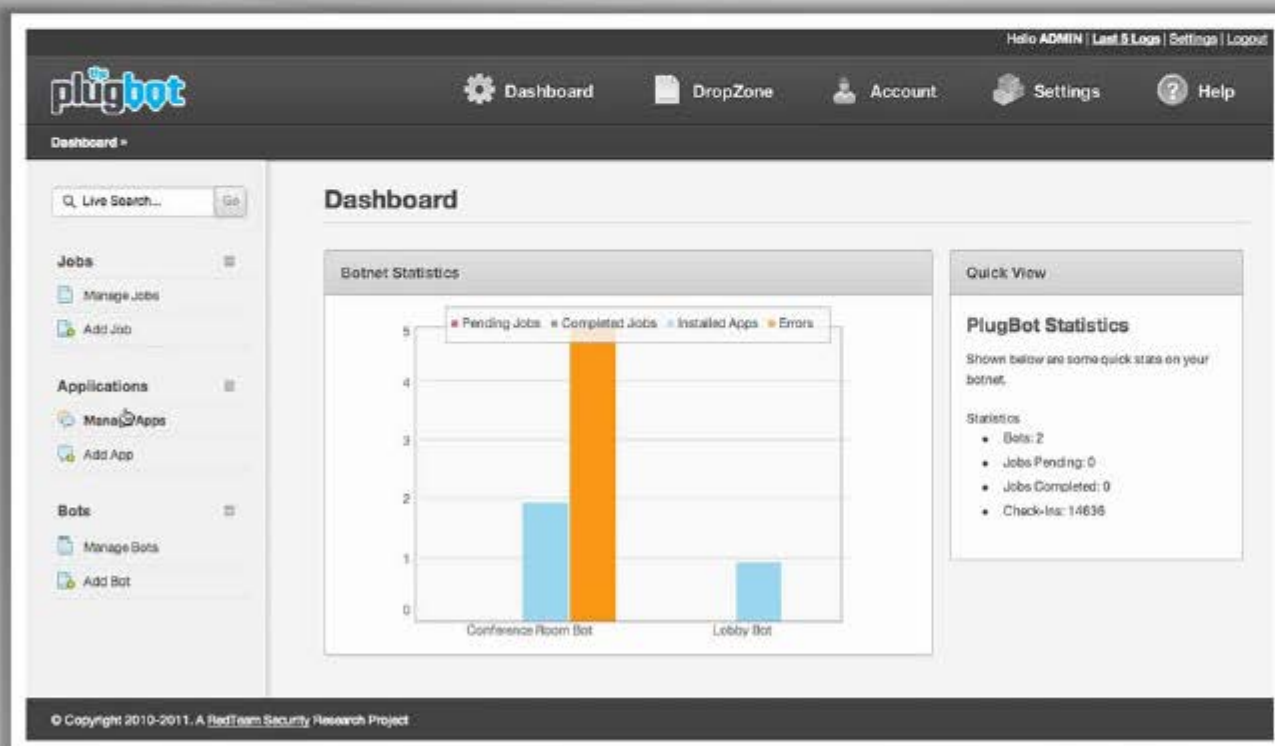 Hello ADMIN | Last 5 Logs | Settings | Logout
the plugbot
Dashboard
DropZone
Account
Settings
Help
Dashboard »
Live Search...
Go
Jobs
Manage Jobs
Add Job
Applications
Manage Apps
Add App
Bots
Manage Bots
Add Bot
Dashboard
Botnet Statistics
Pending Jobs Completed Jobs Installed Apps Errors
5
4
3
2
1
0
Conference Room Bot
Lobby Bot
Quick View
PlugBot Statistics
Shown below are some quick stats on your
botnet.
Statistics
• Bots: 2
• Jobs Pending: 0
• Jobs Completed: 0
• Check-Ins: 14636
© Copyright 2010-2011. A RedTeam Security Research Project